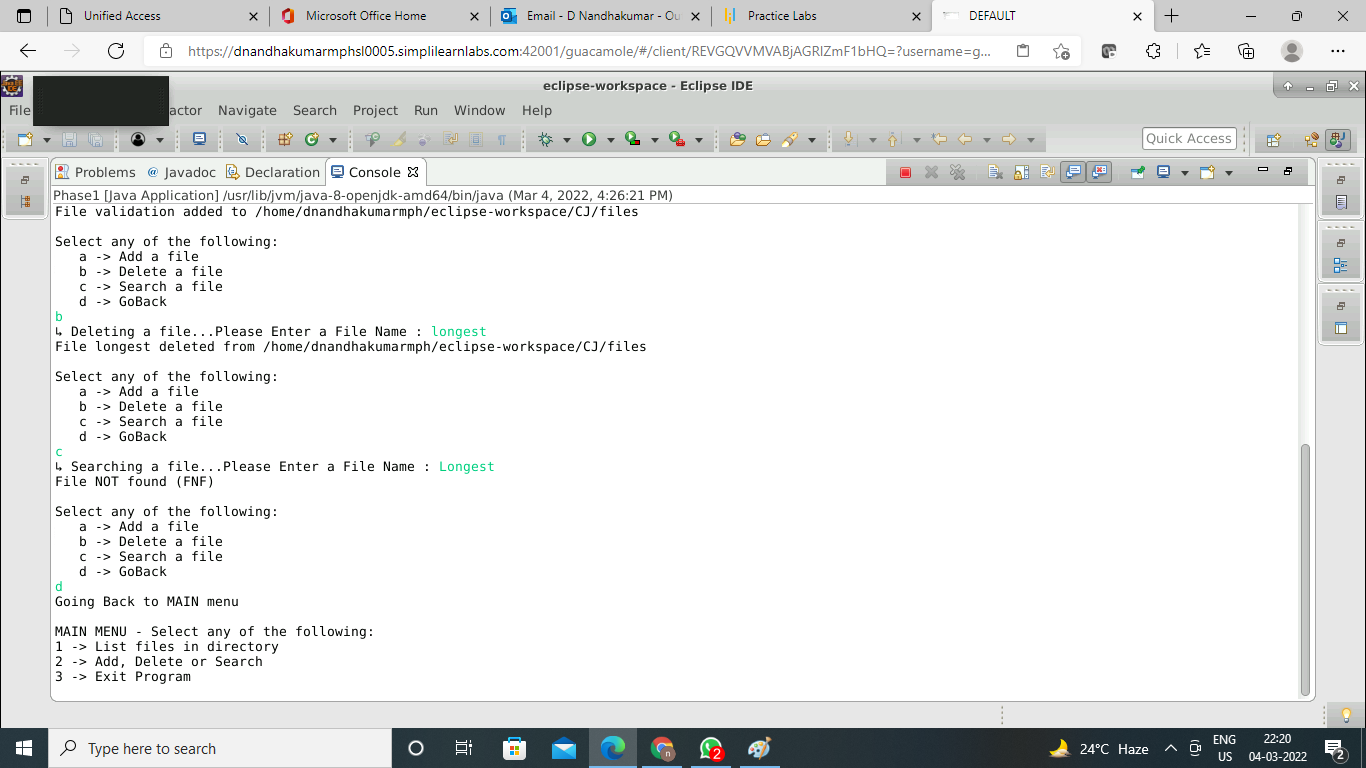 Unified Access
Microsoft Office Home
Email - D Nandhakumar - Ou
Practice Labs
DEFAULT
https://dnandhakumarmphsl0005.simplilearnlabs.com:42001/guacamole/#/client/REVGQVVMVABjAGRlZmF1bHQ=?username=g...
eclipse-workspace - Eclipse IDE
File actor Navigate Search Project Run Window Help
Quick Access
Problems @ Javadoc Declaration Console
Phase1 [Java Application] /usr/lib/jvm/java-8-openjdk-amd64/bin/java (Mar 4, 2022, 4:26:21 PM)
File validation added to /home/dnandhakumarmph/eclipse-workspace/CJ/files
Select any of the following:
a -> Add a file
b -> Delete a file
c -> Search a file
d -> GoBack
b
↳ Deleting a file...Please Enter a File Name : longest
File longest deleted from /home/dnandhakumarmph/eclipse-workspace/CJ/files
Select any of the following:
a -> Add a file
b -> Delete a file
c -> Search a file
d -> GoBack
c
↳ Searching a file...Please Enter a File Name : Longest
File NOT found (FNF)
Select any of the following:
a -> Add a file
b -> Delete a file
c -> Search a file
d -> GoBack
d
Going Back to MAIN menu
MAIN MENU - Select any of the following:
1 -> List files in directory
2 -> Add, Delete or Search
3 -> Exit Program
Type here to search
2
24°C Haze
ENG
US
22:20
04-03-2022
2